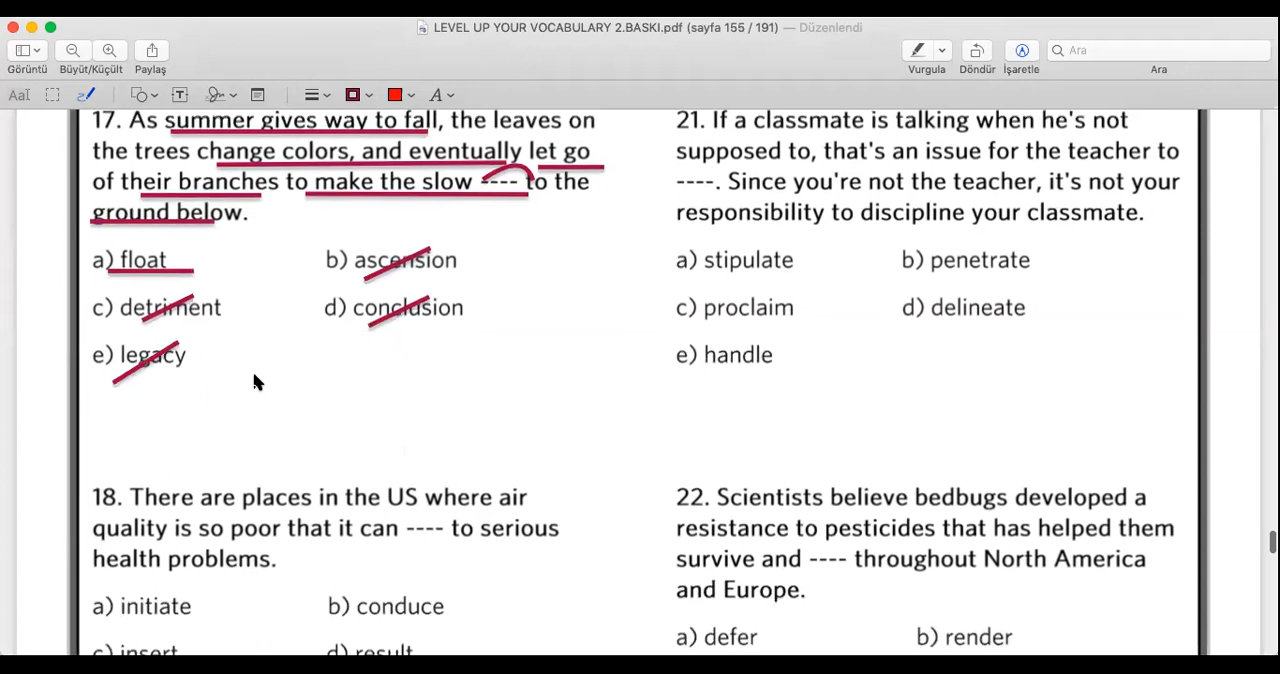 LEVEL UP YOUR VOCABULARY 2.BASKI.pdf (sayfa 155 / 191) — Düzenlendi
Görüntü Büyüt/Küçült Paylaş Vurgula Döndür İşaretle Ara
Ara
AaI T A
17. As summer gives way to fall, the leaves on
the trees change colors, and eventually let go
of their branches to make the slow ---- to the
ground below.
a) float b) ascension
c) detriment d) conclusion
e) legacy
18. There are places in the US where air
quality is so poor that it can ---- to serious
health problems.
a) initiate b) conduce
c) insert d) result
21. If a classmate is talking when he's not
supposed to, that's an issue for the teacher to
----. Since you're not the teacher, it's not your
responsibility to discipline your classmate.
a) stipulate b) penetrate
c) proclaim d) delineate
e) handle
22. Scientists believe bedbugs developed a
resistance to pesticides that has helped them
survive and ---- throughout North America
and Europe.
a) defer b) render